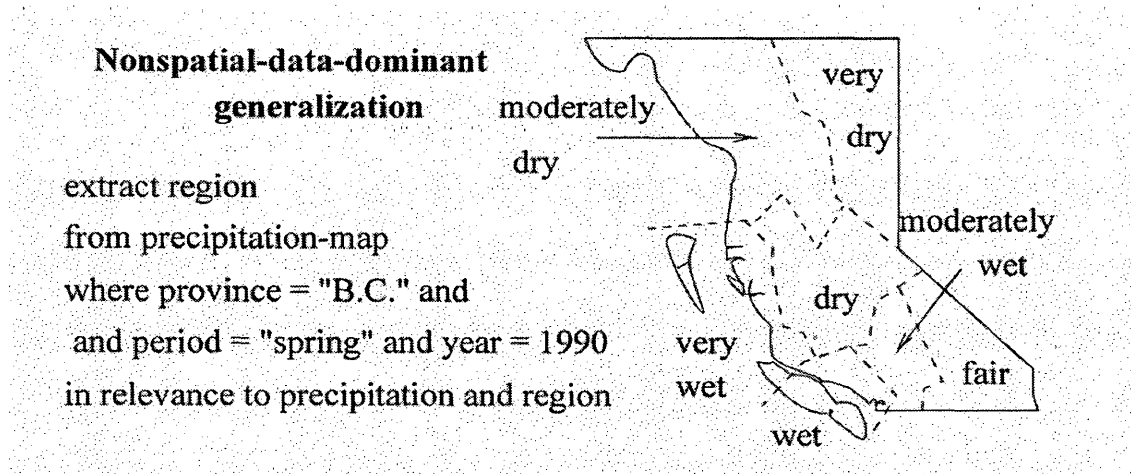 Nonspatial-data-dominant
generalization
extract region
from precipitation-map
where province = "B.C." and
and period = "spring" and year = 1990
in relevance to precipitation and region
moderately
dry
very
dry
moderately
wet
dry
very
wet
fair
wet